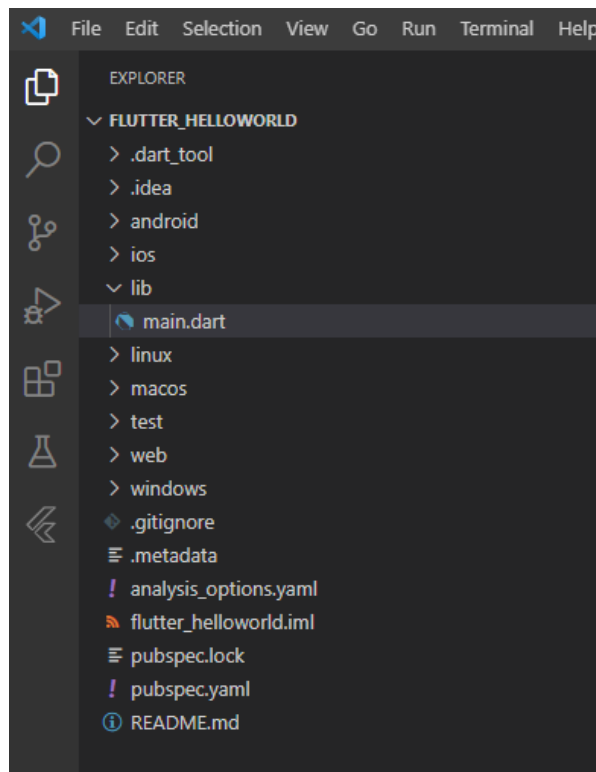 File Edit Selection View Go Run Terminal Help
EXPLORER
FLUTTER_HELLOWORLD
.dart_tool
.idea
android
ios
lib
main.dart
linux
macos
test
web
windows
.gitignore
.metadata
analysis_options.yaml
flutter_helloworld.iml
pubspec.lock
pubspec.yaml
README.md